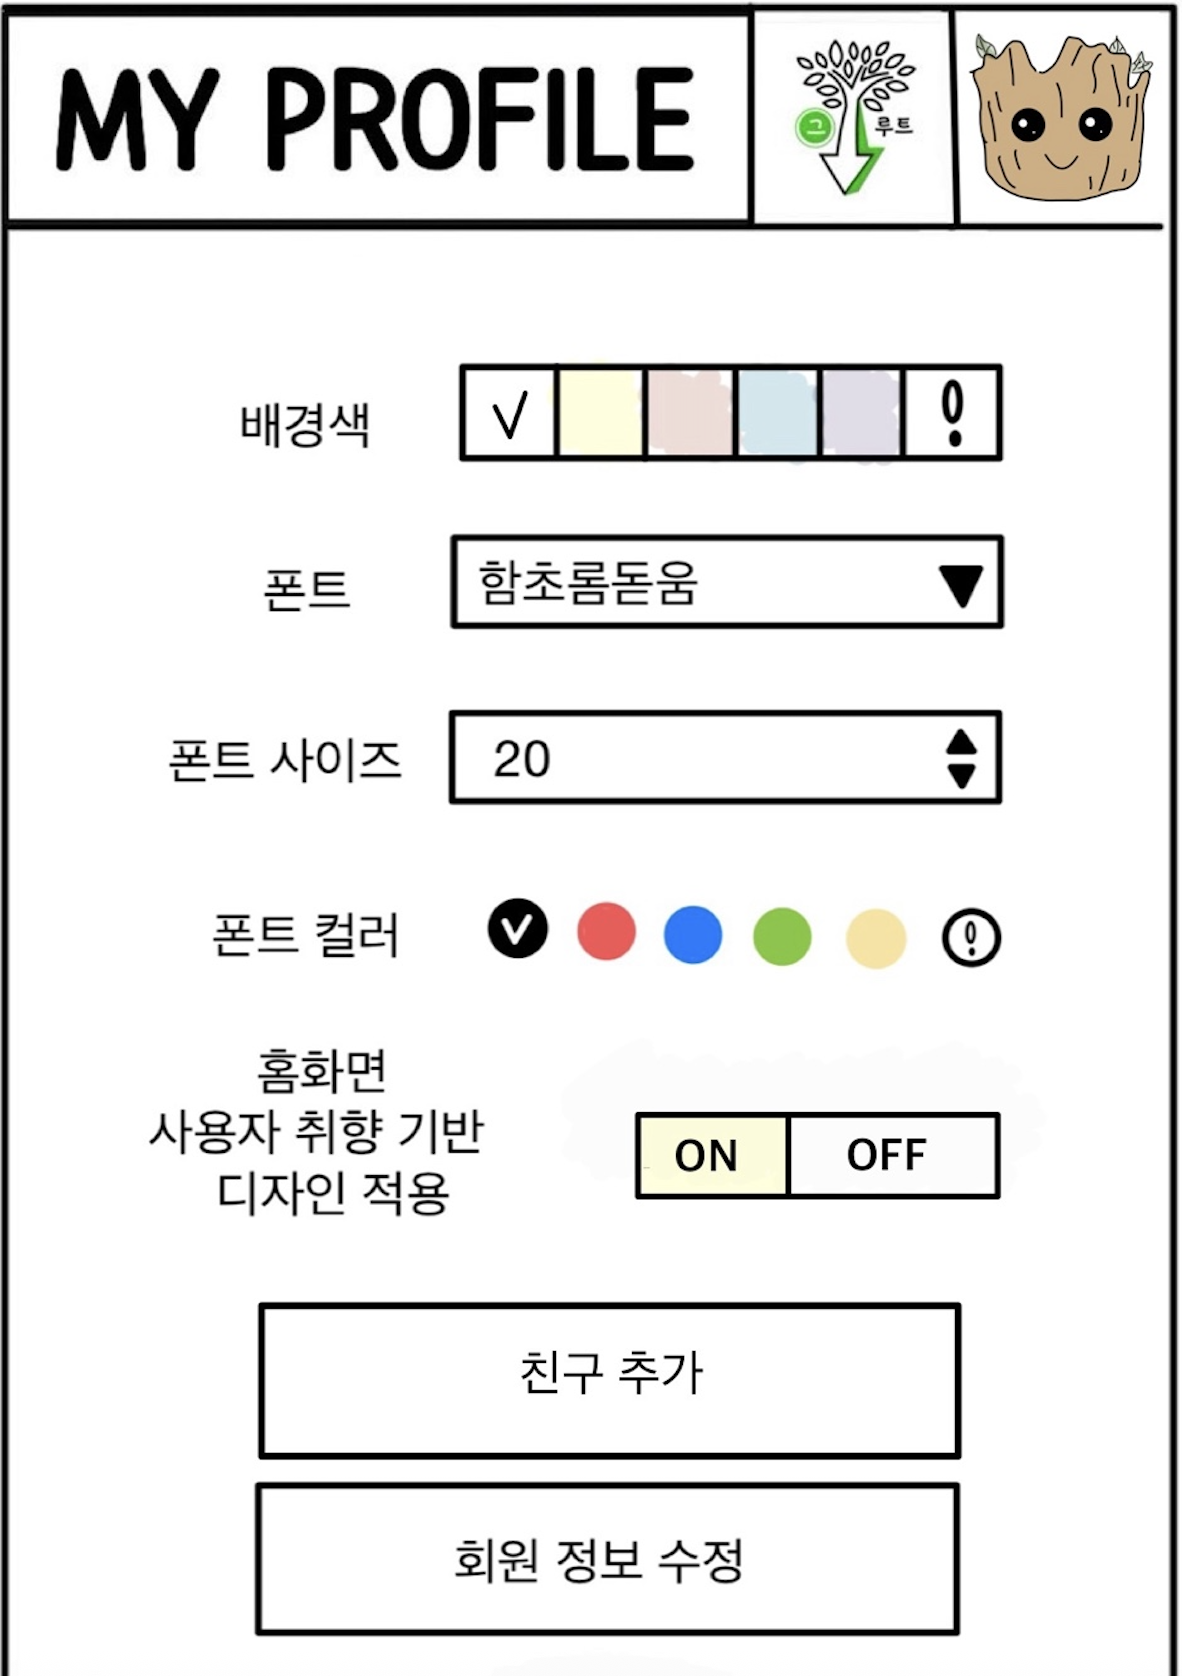 MY PROFILE
그 루트
배경색
폰트
함초롬돋움
폰트 사이즈
20
폰트 컬러
홈화면
사용자 취향 기반
디자인 적용
ON
OFF
친구 추가
회원 정보 수정